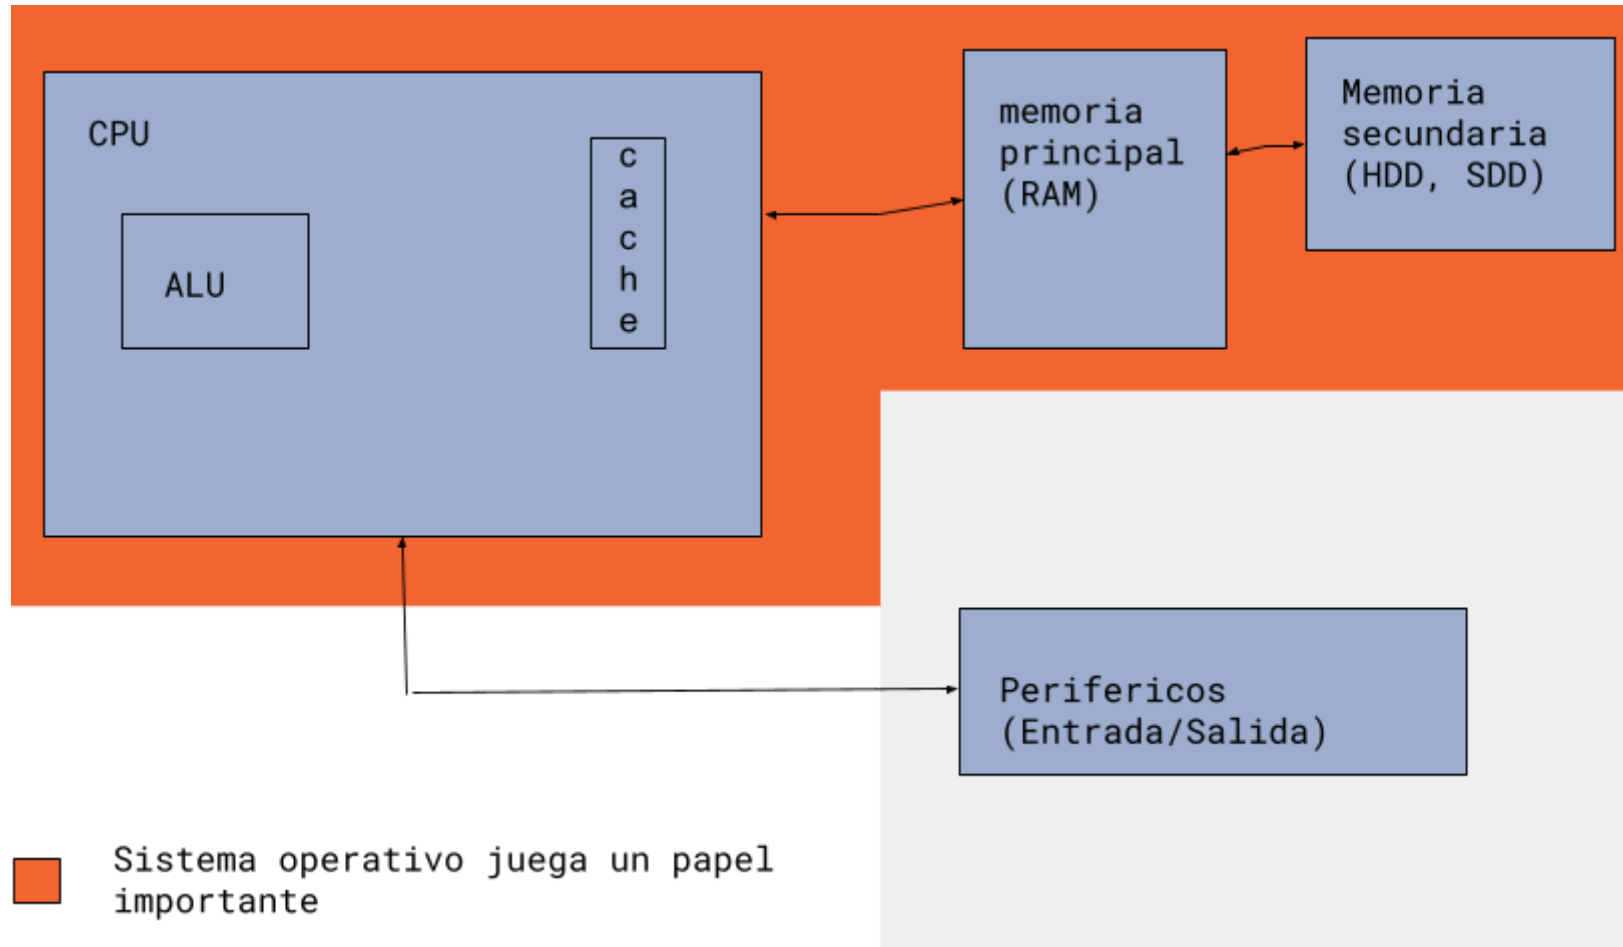 CPU
ALU
c
a
c
h
e
memoria
principal
(RAM)
Memoria
secundaria
(HDD, SDD)
Perifericos
(Entrada/Salida)
Sistema operativo juega un papel
importante